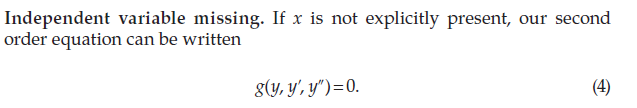 Independent variable missing. If x is not explicitly present, our second
order equation can be written
g(y, y′, y″)=0. (4)